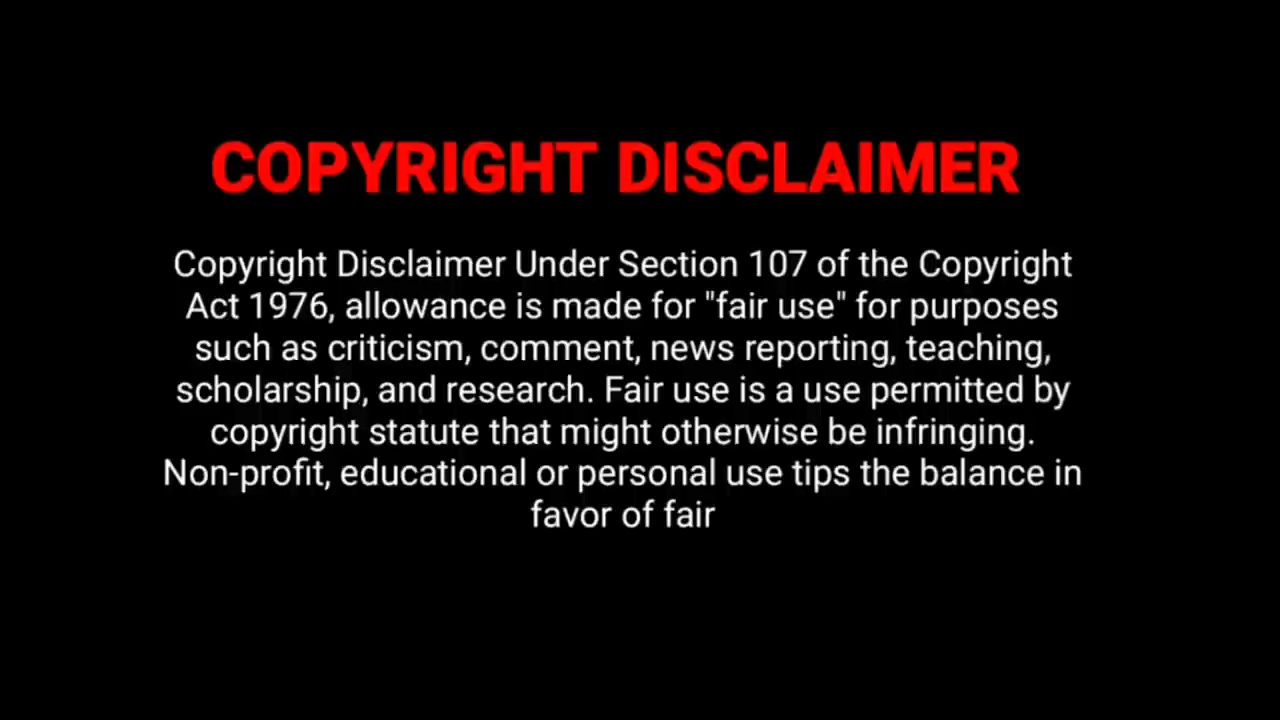 COPYRIGHT DISCLAIMER
Copyright Disclaimer Under Section 107 of the Copyright
Act 1976, allowance is made for "fair use" for purposes
such as criticism, comment, news reporting, teaching,
scholarship, and research. Fair use is a use permitted by
copyright statute that might otherwise be infringing.
Non-profit, educational or personal use tips the balance in
favor of fair